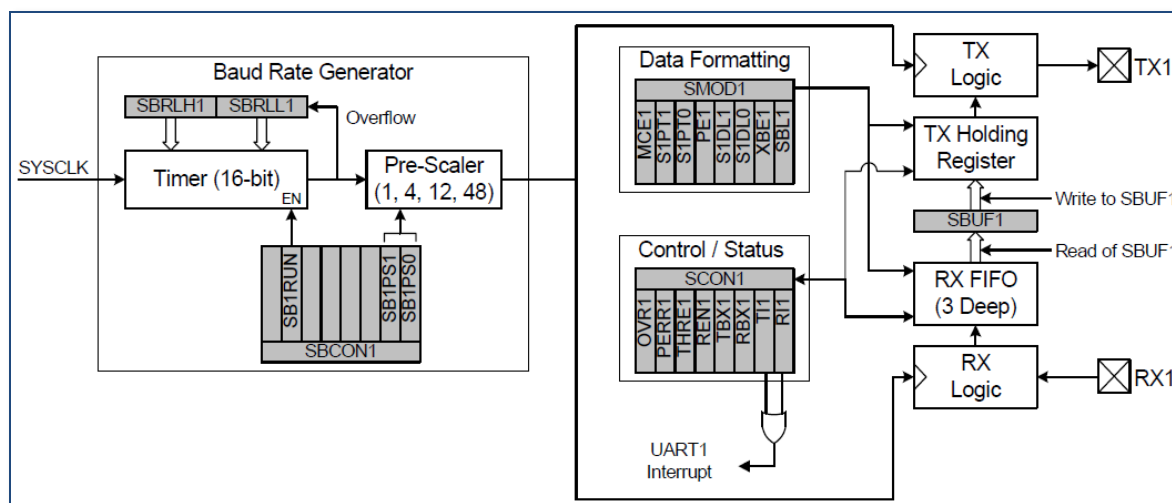 Baud Rate Generator
SBRLH1 SBRLL1
Overflow
SYSCLK
Timer (16-bit)
EN
Pre-Scaler
(1, 4, 12, 48)
SB1RUN
SB1PS1
SB1PS0
SBCON1
Data Formatting
SMOD1
MCE1
S1PT1
S1PT0
PE1
S1DL1
S1DL0
XBE1
SBL1
Control / Status
SCON1
OVR1
PERR1
THRE1
REN1
TBX1
RBX1
TI1
RI1
UART1
Interrupt
TX
Logic
TX1
TX Holding
Register
Write to SBUF1
SBUF1
Read of SBUF1
RX FIFO
(3 Deep)
RX
Logic
RX1